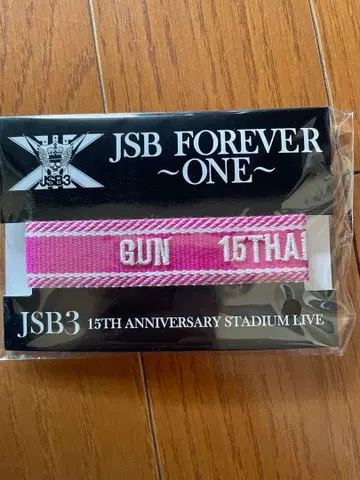 JSB3
JSB FOREVER
~ONE~
GUN 15THA
JSB3 15TH ANNIVERSARY STADIUM LIVE